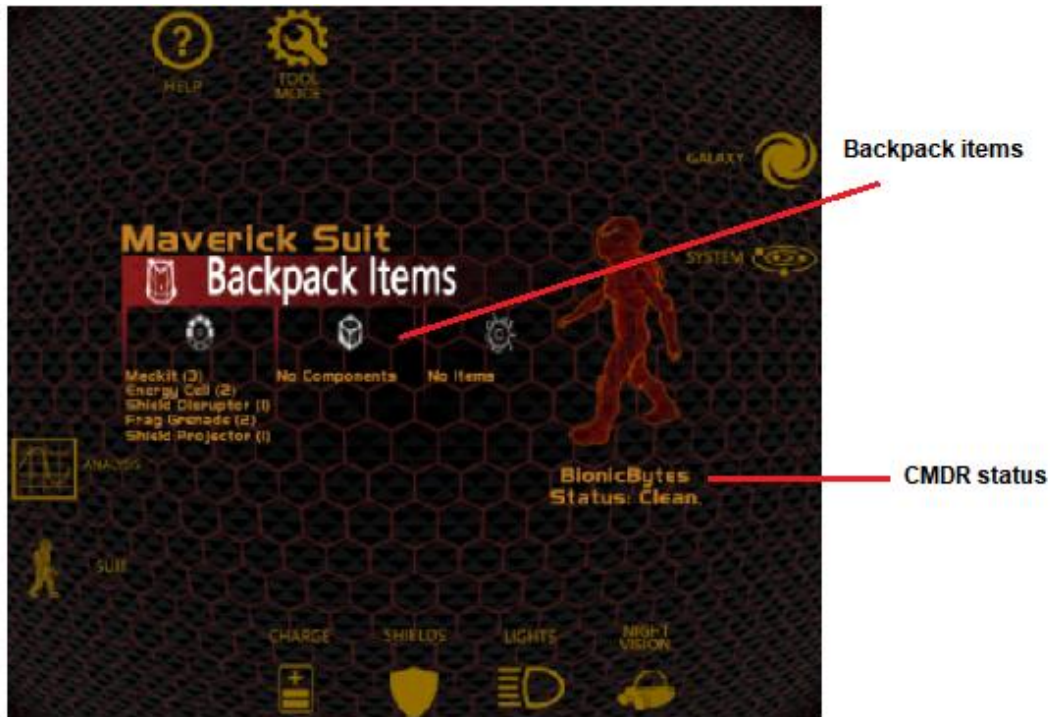 HELP
TOOL
MODE
GALAXY
Backpack items
Maverick Suit
SYSTEM
Backpack Items
Meckit (3)
Energy Cell (2)
Shield Disruptor (1)
Frag Grenade (2)
Shield Projector (1)
No Components
No Items
ANALYSIS
BionicBytes
Status: Clean.
CMDR status
SUIT
CHARGE
SHIELDS
LIGHTS
NIGHT
VISION